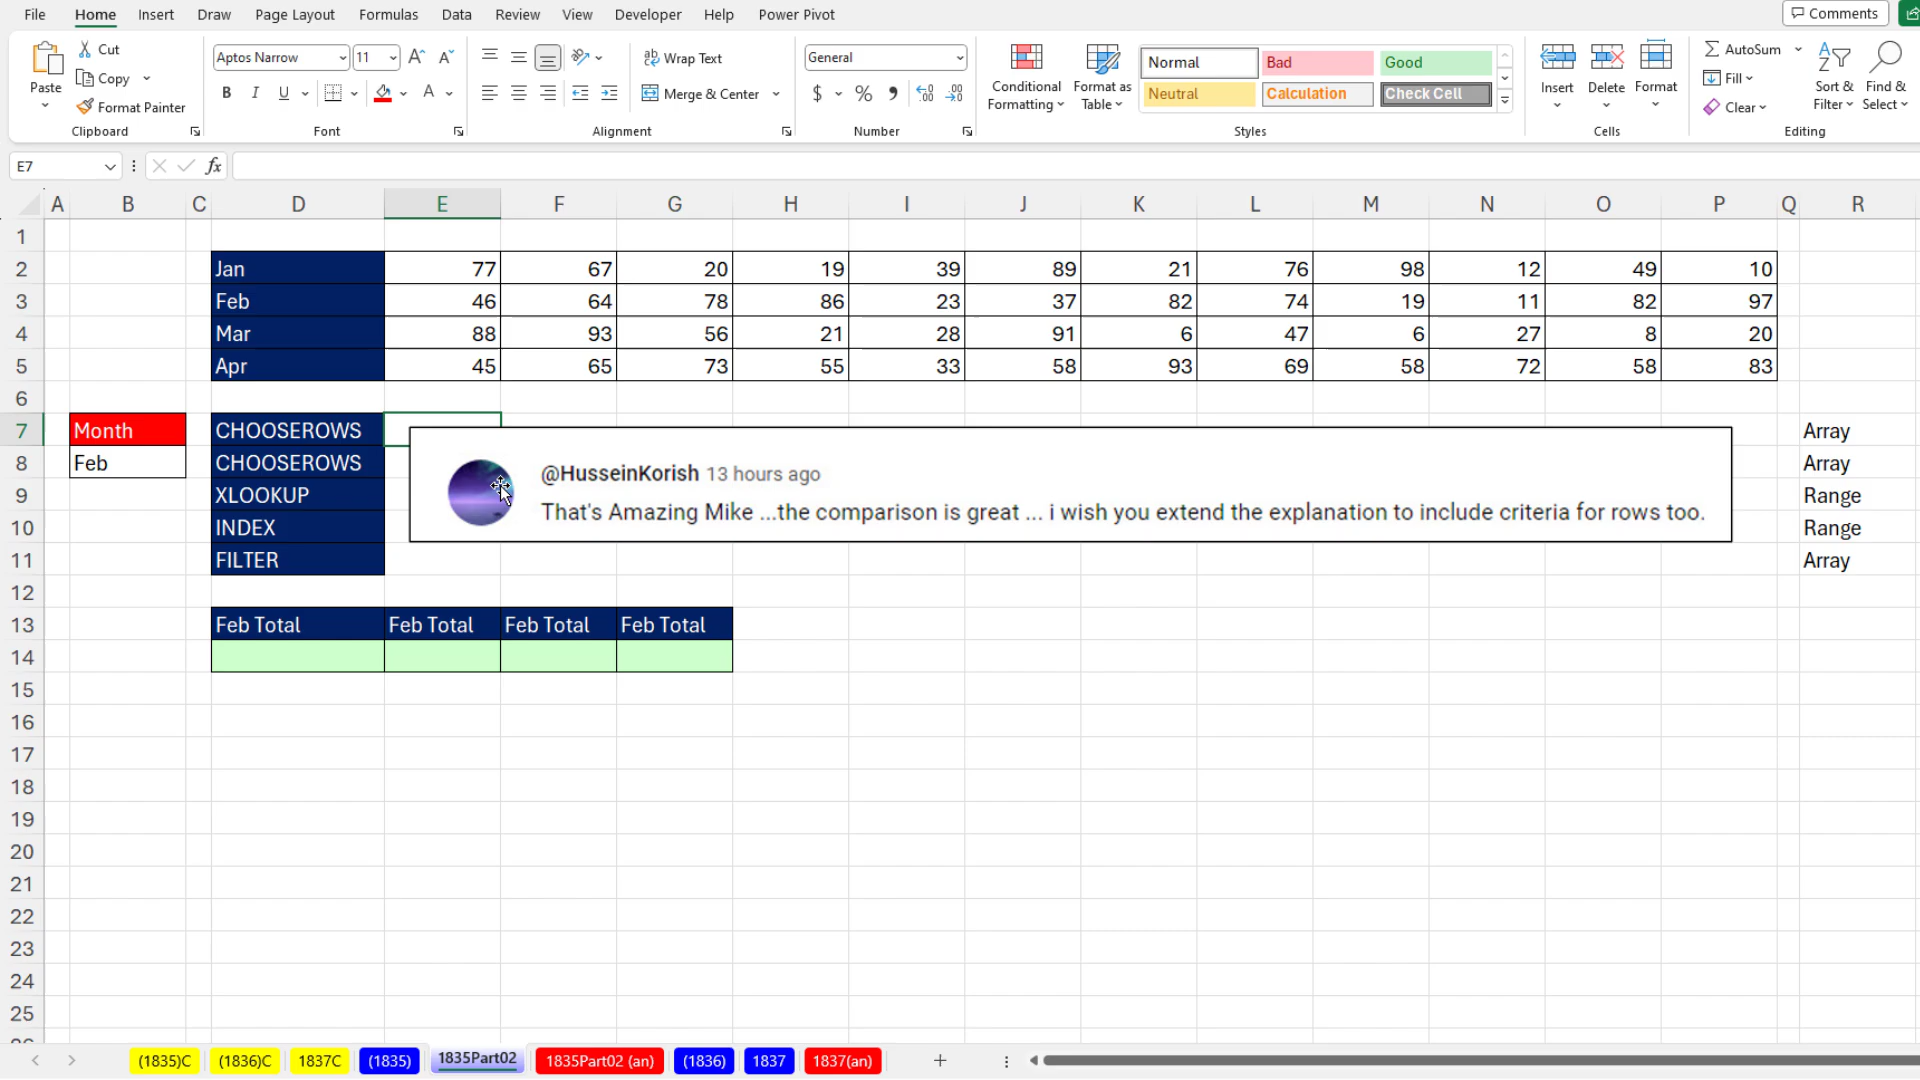 File Home Insert Draw Page Layout Formulas Data Review View Developer Help Power Pivot Comments
Paste Cut Copy Format Painter Clipboard
Aptos Narrow 11 A A B I U A Font
Wrap Text Merge & Center Alignment
General $ % 9 Number
Conditional Formatting Format as Table Normal Bad Good Neutral Calculation Check Cell Styles
Insert Delete Format Cells
AutoSum Fill Clear Sort & Filter Find & Select Editing
E7 fx
A B C D E F G H I J K L M N O P Q R
1
2 Jan 77 67 20 19 39 89 21 76 98 12 49 10
3 Feb 46 64 78 86 23 37 82 74 19 11 82 97
4 Mar 88 93 56 21 28 91 6 47 6 27 8 20
5 Apr 45 65 73 55 33 58 93 69 58 72 58 83
6
7 Month CHOOSEROWS Array
8 Feb CHOOSEROWS Array
@HusseinKorish 13 hours ago
9 XLOOKUP Range
That's Amazing Mike ...the comparison is great ... i wish you extend the explanation to include criteria for rows too.
10 INDEX Range
11 FILTER Array
12
13 Feb Total Feb Total Feb Total Feb Total
14
15
16
17
18
19
20
21
22
23
24
25
(1835)C (1836)C 1837C (1835) 1835Part02 1835Part02 (an) (1836) 1837 1837(an)